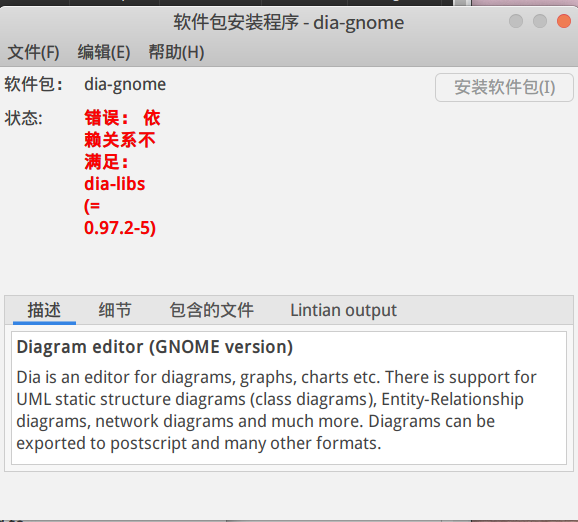 软件包安装程序 - dia-gnome
文件(F) 编辑(E) 帮助(H)
软件包： dia-gnome
安装软件包(I)
状态:
错误： 依
赖关系不
满足：
dia-libs
(=
0.97.2-5)
描述 细节 包含的文件 Lintian output
Diagram editor (GNOME version)
Dia is an editor for diagrams, graphs, charts etc. There is support for
UML static structure diagrams (class diagrams), Entity-Relationship
diagrams, network diagrams and much more. Diagrams can be
exported to postscript and many other formats.